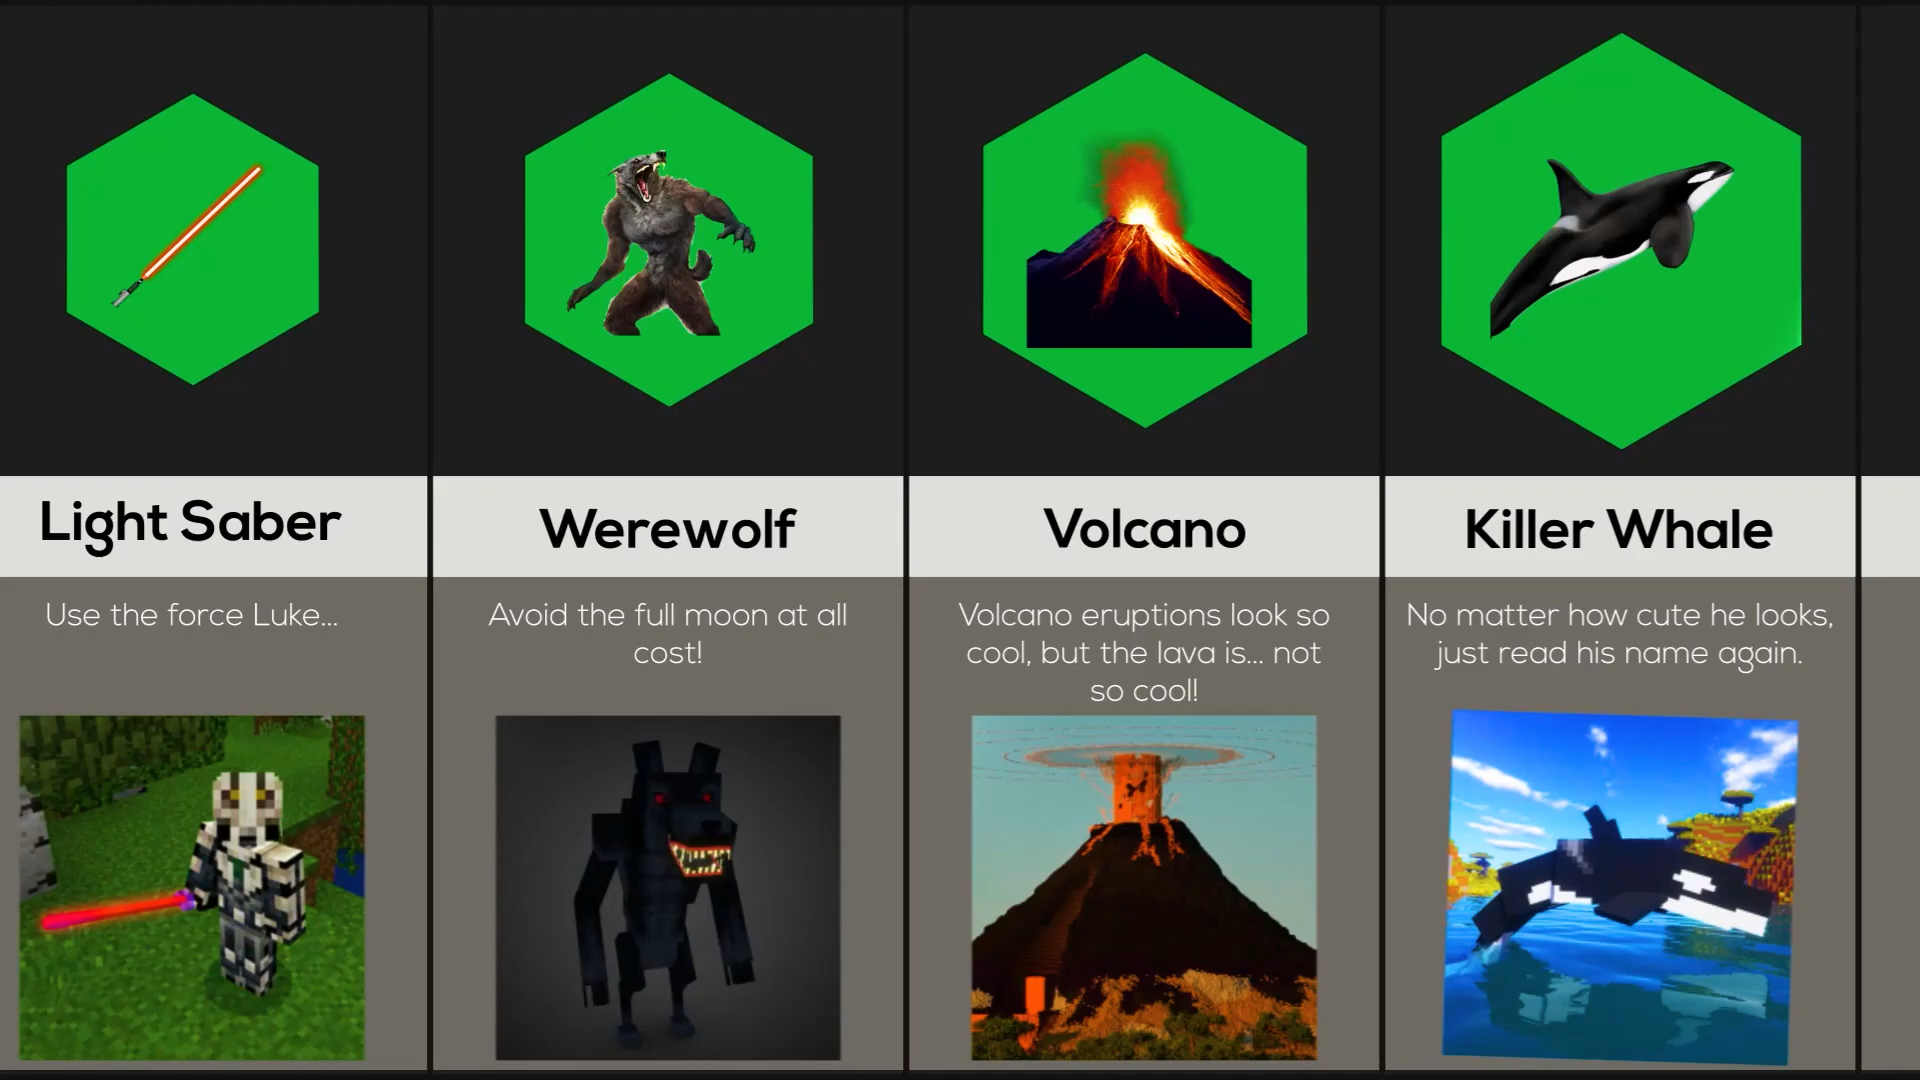 Light Saber
Use the force Luke...
Werewolf
Avoid the full moon at all
cost!
Volcano
Volcano eruptions look so
cool, but the lava is... not
so cool!
Killer Whale
No matter how cute he looks,
just read his name again.